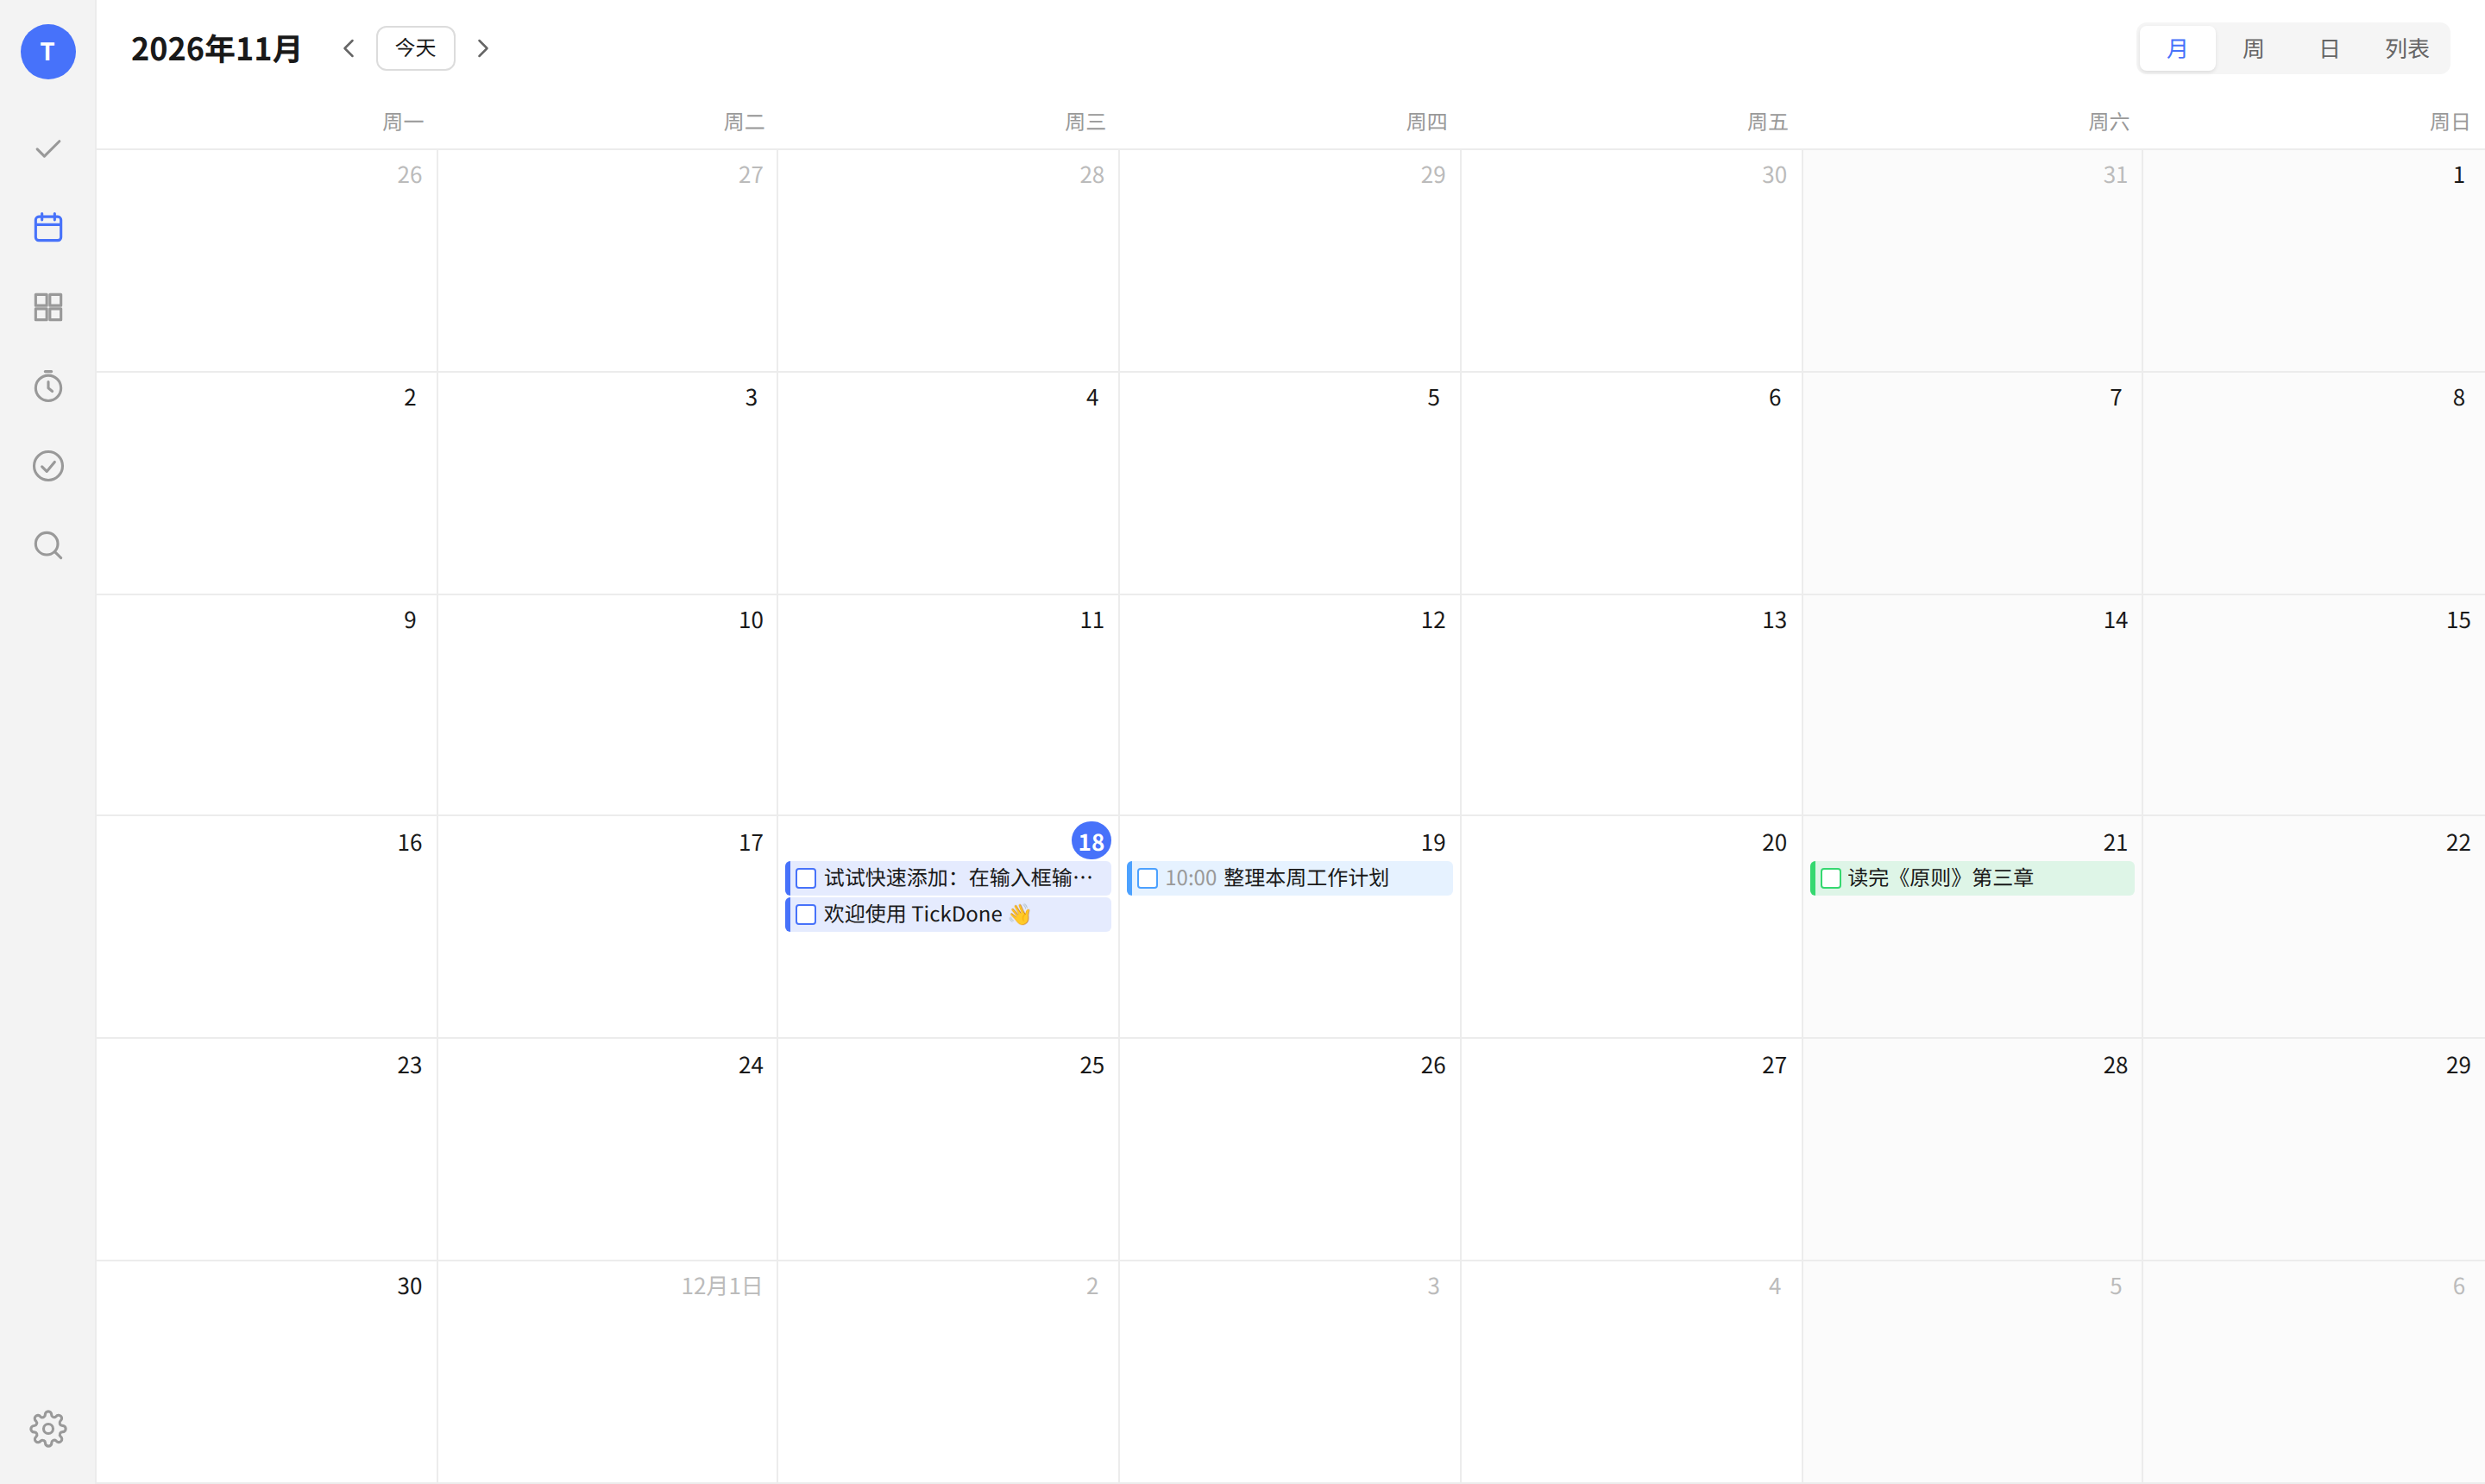 T
2026年11月
今天
月 周 日 列表
周一 周二 周三 周四 周五 周六 周日
26 27 28 29 30 31 1
2 3 4 5 6 7 8
9 10 11 12 13 14 15
16 17 18 19 20 21 22
试试快速添加：在输入框输…
欢迎使用 TickDone 👋
10:00 整理本周工作计划
读完《原则》第三章
23 24 25 26 27 28 29
30 12月1日 2 3 4 5 6